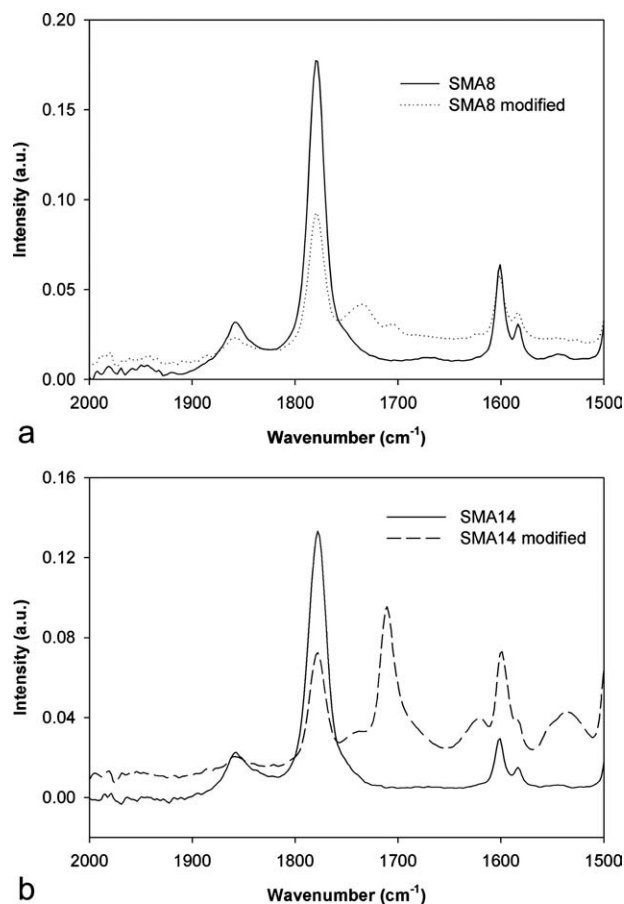 0.20
0.15
0.10
0.05
0.00
Intensity (a.u.)
SMA8
SMA8 modified
2000 1900 1800 1700 1600 1500
Wavenumber (cm⁻¹)
a
0.16
0.12
0.08
0.04
0.00
Intensity (a.u.)
SMA14
SMA14 modified
2000 1900 1800 1700 1600 1500
Wavenumber (cm⁻¹)
b